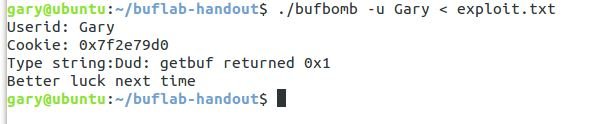 gary@ubuntu:~/buflab-handout$ ./bufbomb -u Gary < exploit.txt
Userid: Gary
Cookie: 0x7f2e79d0
Type string:Dud: getbuf returned 0x1
Better luck next time
gary@ubuntu:~/buflab-handout$